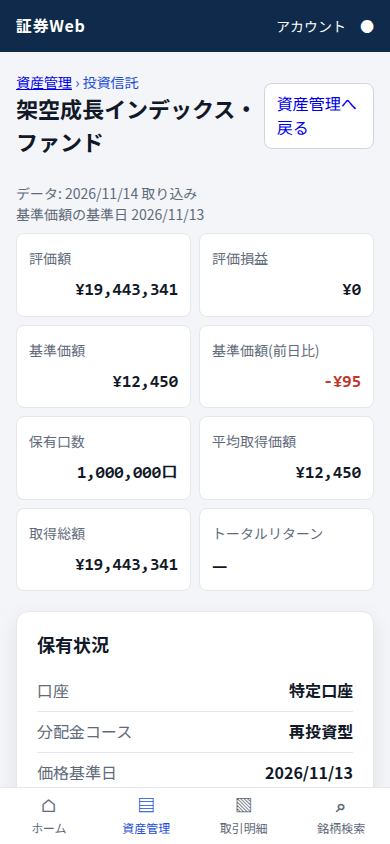 証券Web
アカウント
資産管理 › 投資信託
架空成長インデックス・
ファンド
資産管理へ
戻る
データ: 2026/11/14 取り込み
基準価額の基準日 2026/11/13
評価額
¥19,443,341
評価損益
¥0
基準価額
¥12,450
基準価額(前日比)
-¥95
保有口数
1,000,000口
平均取得価額
¥12,450
取得総額
¥19,443,341
トータルリターン
—
保有状況
口座
特定口座
分配金コース
再投資型
価格基準日
2026/11/13
ホーム
資産管理
取引明細
銘柄検索